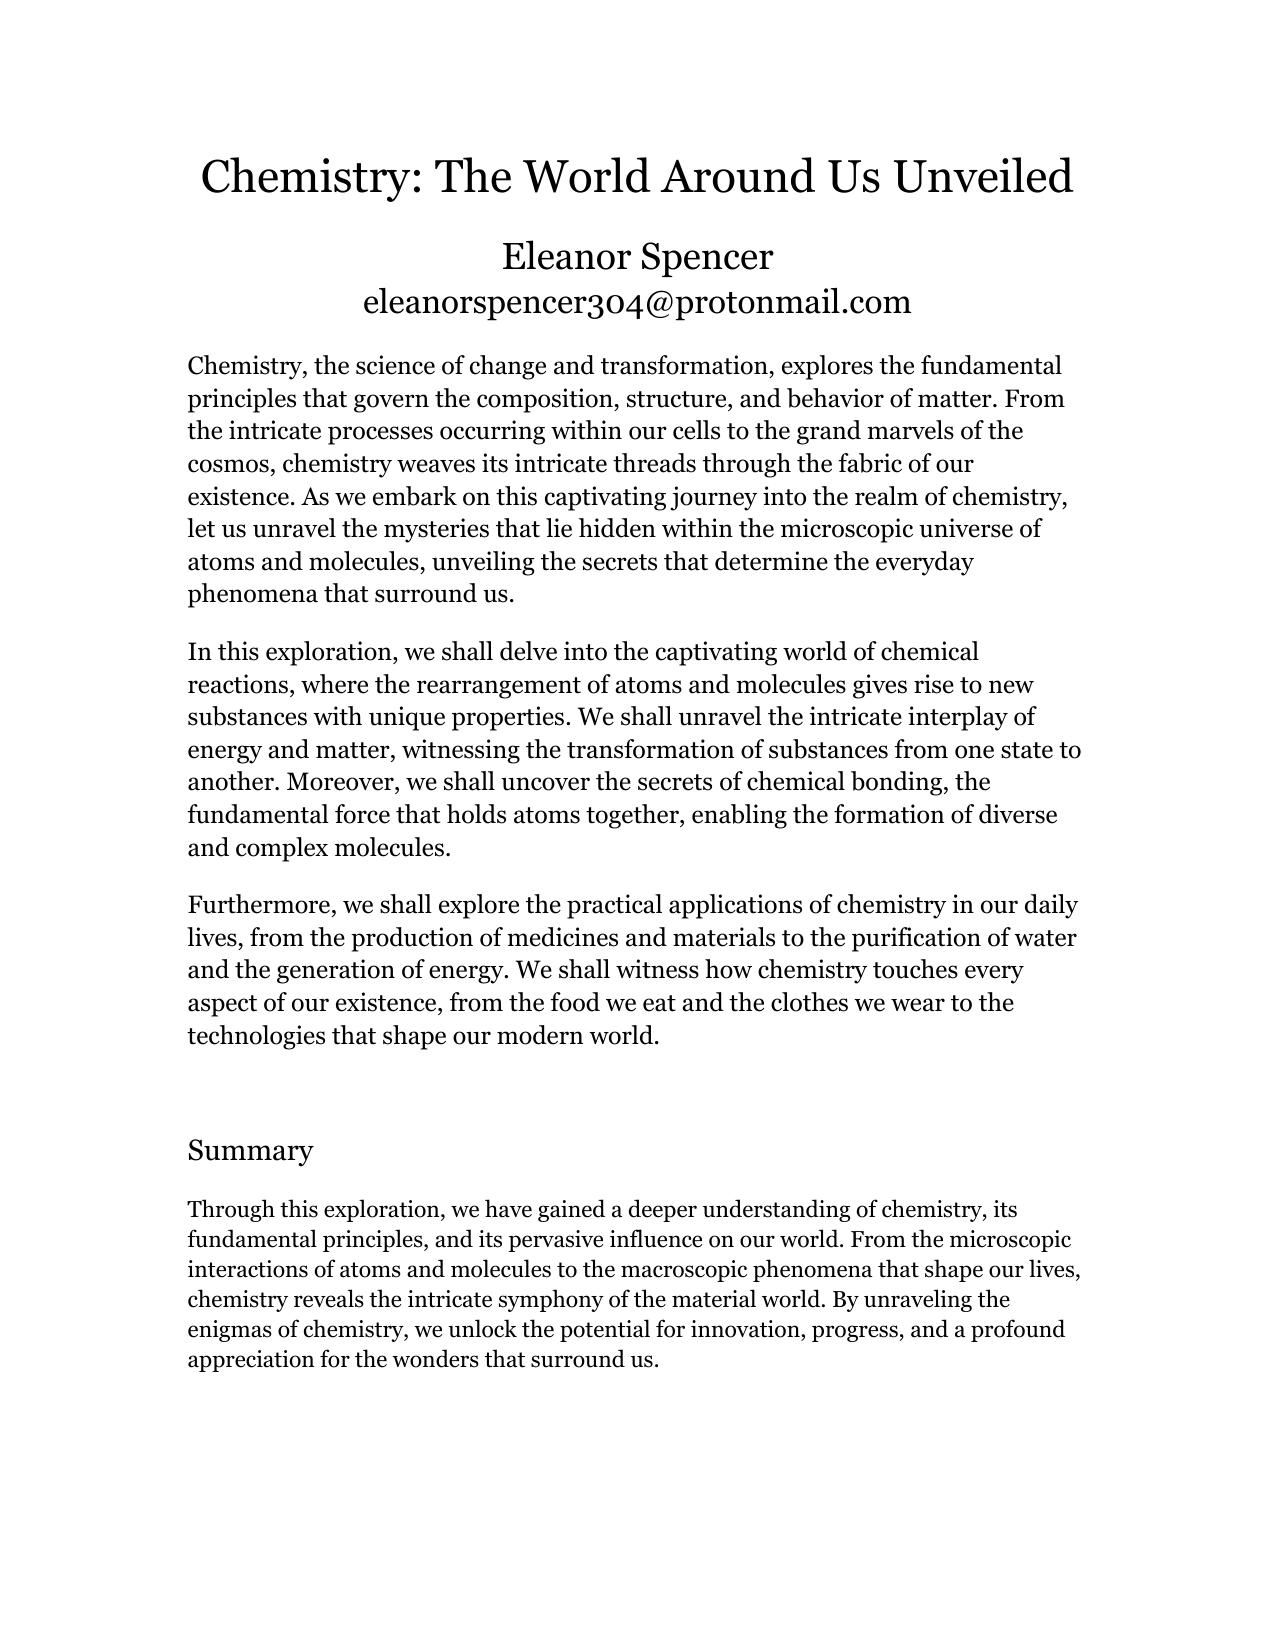 Chemistry: The World Around Us Unveiled
Eleanor Spencer
eleanorspencer304@protonmail.com
Chemistry, the science of change and transformation, explores the fundamental
principles that govern the composition, structure, and behavior of matter. From
the intricate processes occurring within our cells to the grand marvels of the
cosmos, chemistry weaves its intricate threads through the fabric of our
existence. As we embark on this captivating journey into the realm of chemistry,
let us unravel the mysteries that lie hidden within the microscopic universe of
atoms and molecules, unveiling the secrets that determine the everyday
phenomena that surround us.
In this exploration, we shall delve into the captivating world of chemical
reactions, where the rearrangement of atoms and molecules gives rise to new
substances with unique properties. We shall unravel the intricate interplay of
energy and matter, witnessing the transformation of substances from one state to
another. Moreover, we shall uncover the secrets of chemical bonding, the
fundamental force that holds atoms together, enabling the formation of diverse
and complex molecules.
Furthermore, we shall explore the practical applications of chemistry in our daily
lives, from the production of medicines and materials to the purification of water
and the generation of energy. We shall witness how chemistry touches every
aspect of our existence, from the food we eat and the clothes we wear to the
technologies that shape our modern world.
Summary
Through this exploration, we have gained a deeper understanding of chemistry, its
fundamental principles, and its pervasive influence on our world. From the microscopic
interactions of atoms and molecules to the macroscopic phenomena that shape our lives,
chemistry reveals the intricate symphony of the material world. By unraveling the
enigmas of chemistry, we unlock the potential for innovation, progress, and a profound
appreciation for the wonders that surround us.